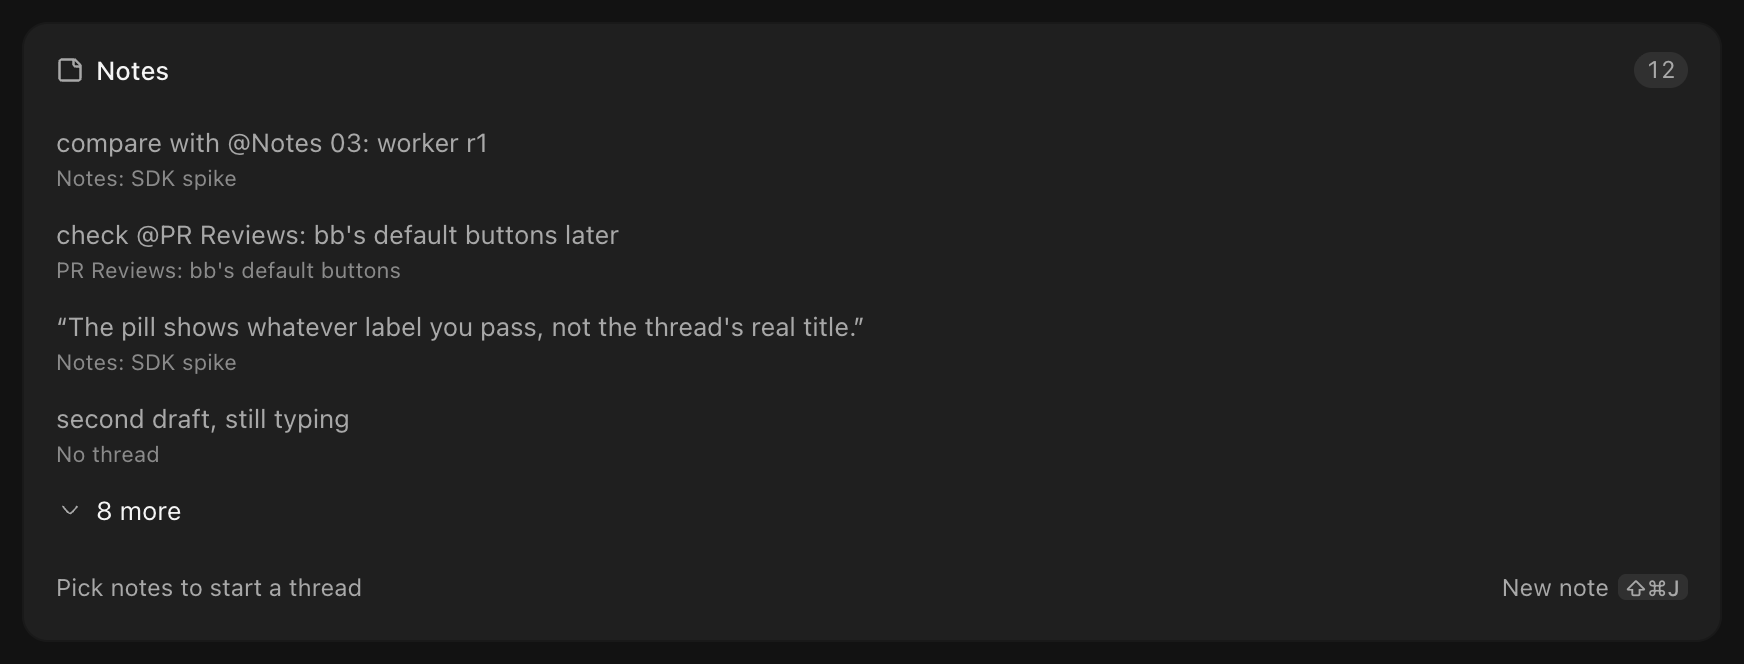 Notes
12
compare with @Notes 03: worker r1
Notes: SDK spike
check @PR Reviews: bb's default buttons later
PR Reviews: bb's default buttons
“The pill shows whatever label you pass, not the thread's real title.”
Notes: SDK spike
second draft, still typing
No thread
8 more
Pick notes to start a thread
New note ⇧⌘J